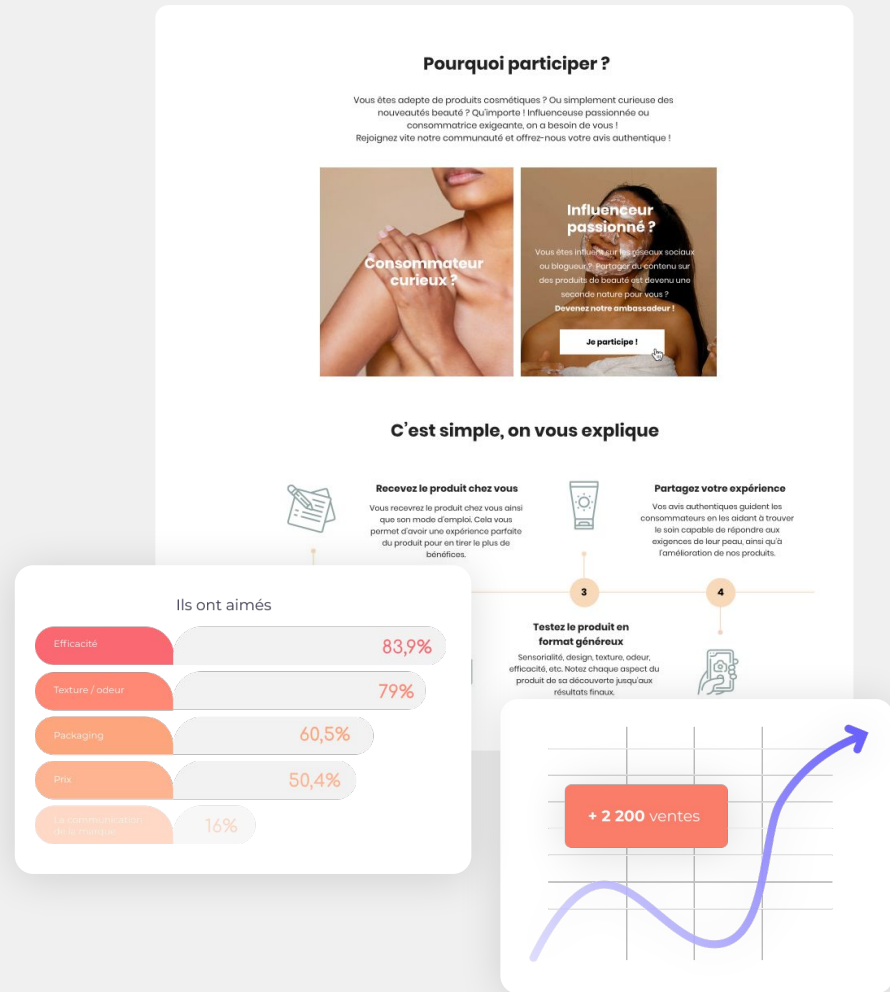 Pourquoi participer ?
Vous êtes adepte de produits cosmétiques ? Ou simplement curieuse des
nouveautés beauté ? Qu'importe ! Influenceuse passionnée ou
consommatrice exigeante, on a besoin de vous !
Rejoignez vite notre communauté et offrez-nous votre avis authentique !
Consommateur
curieux ?
Influenceur
passionné ?
Vous êtes influent sur les réseaux sociaux
ou blogueur ? Partager du contenu sur
des produits de beauté est devenu une
seconde nature pour vous ?
Devenez notre ambassadeur !
Je participe !
C'est simple, on vous explique
Recevez le produit chez vous
Vous recevrez le produit chez vous ainsi
que son mode d'emploi. Cela vous
permet d'avoir une expérience parfaite
du produit pour en tirer le plus de
bénéfices.
Partagez votre expérience
Vos avis authentiques guident les
consommateurs en les aidant à trouver
le soin capable de répondre aux
exigences de leur peau, ainsi qu'à
l'amélioration de nos produits.
3
4
Testez le produit en
format généreux
Sensorialité, design, texture, odeur,
efficacité, etc. Notez chaque aspect du
produit de sa découverte jusqu'aux
résultats finaux.
Ils ont aimés
Efficacité
83,9%
Texture / odeur
79%
Packaging
60,5%
Prix
50,4%
La communication
de la marque
16%
+ 2 200 ventes